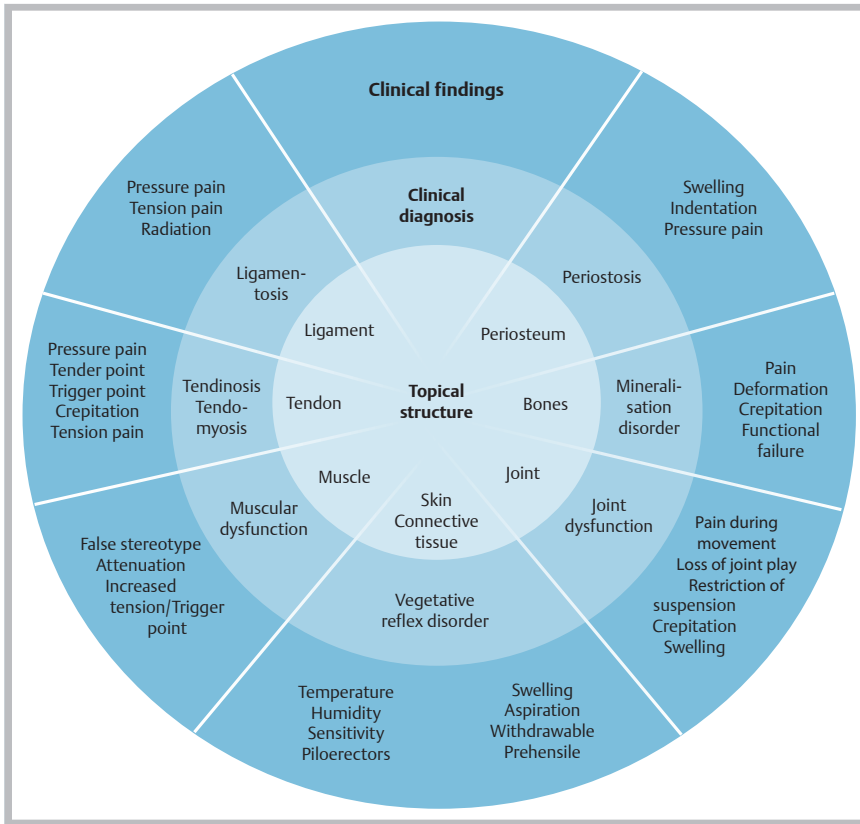 Clinical findings
Clinical
diagnosis
Topical
structure
Swelling
Indentation
Pressure pain
Periostosis
Periosteum
Pain
Deformation
Crepitation
Functional
failure
Minerali-
sation
disorder
Bones
Pain during
movement
Loss of joint play
Restriction of
suspension
Crepitation
Swelling
Joint
dysfunction
Joint
Swelling
Aspiration
Withdrawable
Prehensile
Temperature
Humidity
Sensitivity
Piloerectors
Vegetative
reflex disorder
Skin
Connective
tissue
False stereotype
Attenuation
Increased
tension/Trigger
point
Muscular
dysfunction
Muscle
Pressure pain
Tender point
Trigger point
Crepitation
Tension pain
Tendinosis
Tendo-
myosis
Tendon
Pressure pain
Tension pain
Radiation
Ligamen-
tosis
Ligament